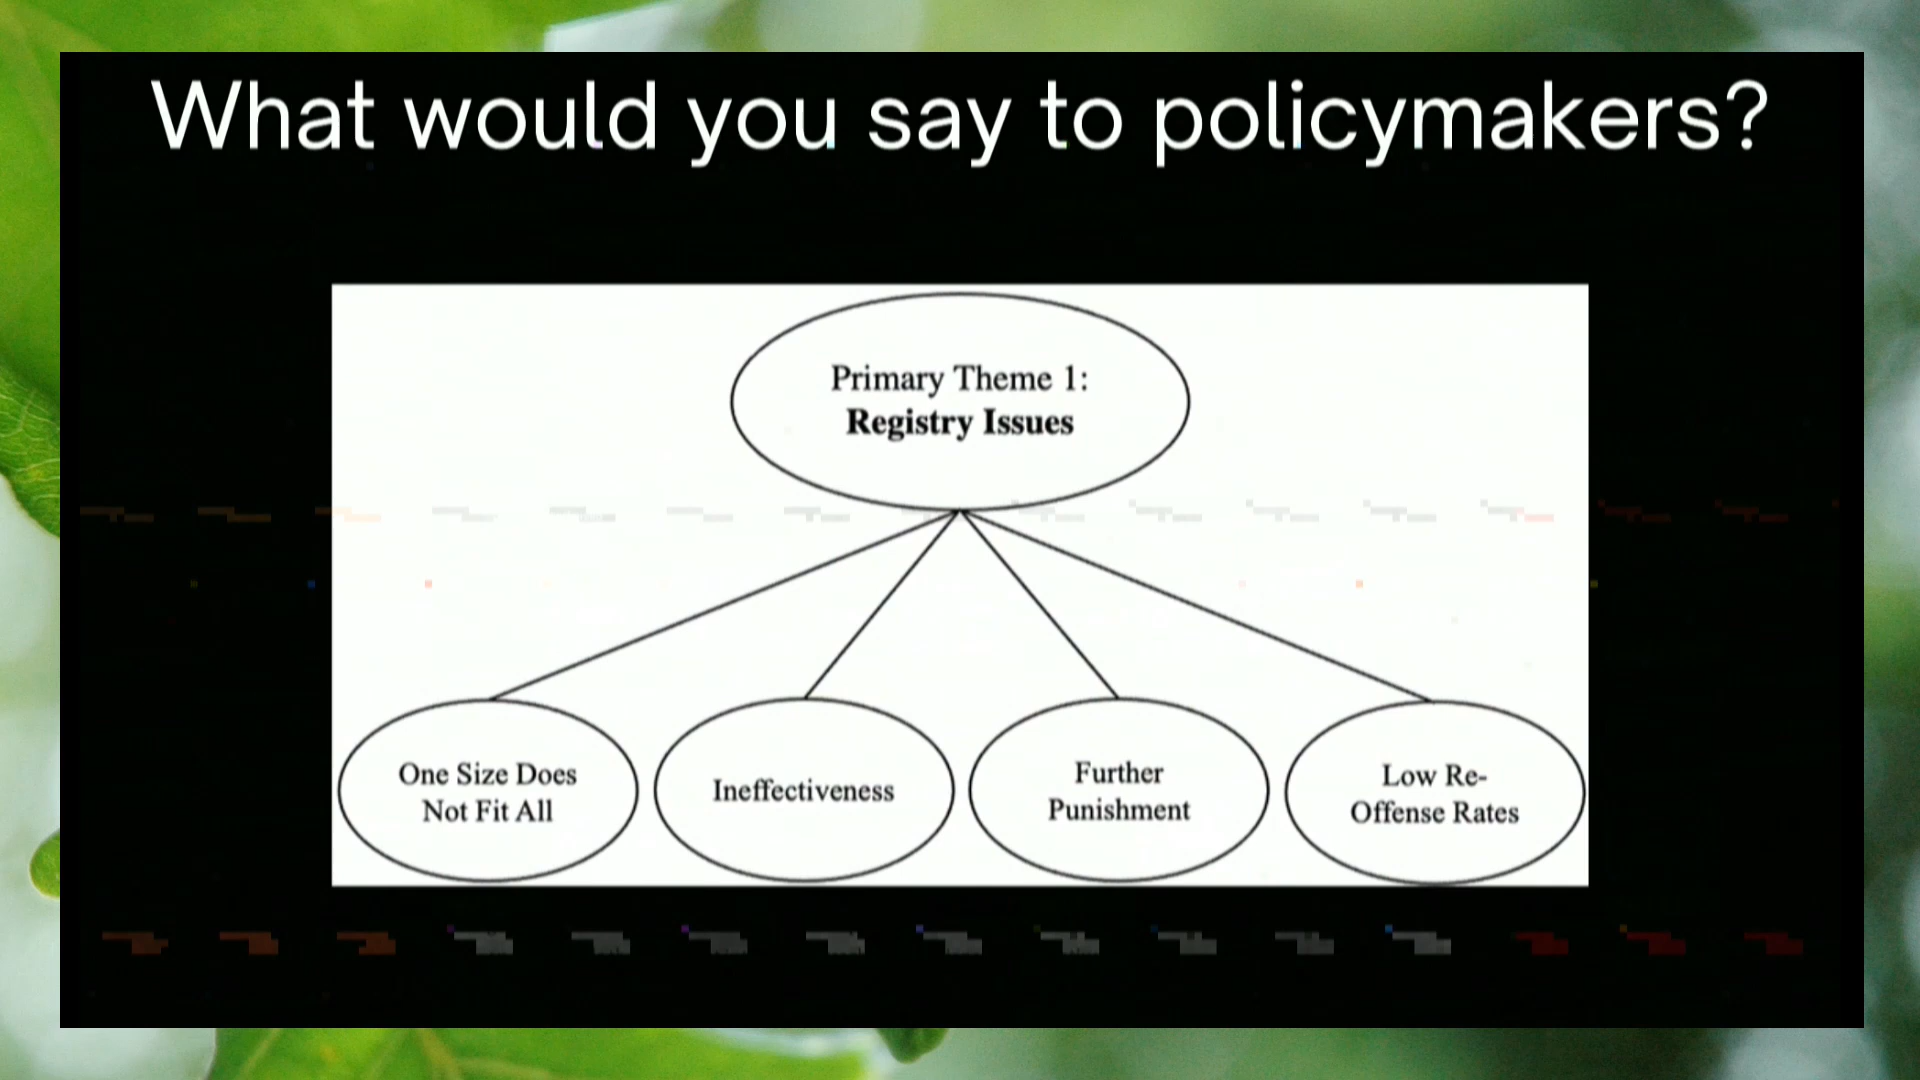 What would you say to policymakers?
Primary Theme 1:
Registry Issues
One Size Does
Not Fit All
Ineffectiveness
Further
Punishment
Low Re-
Offense Rates